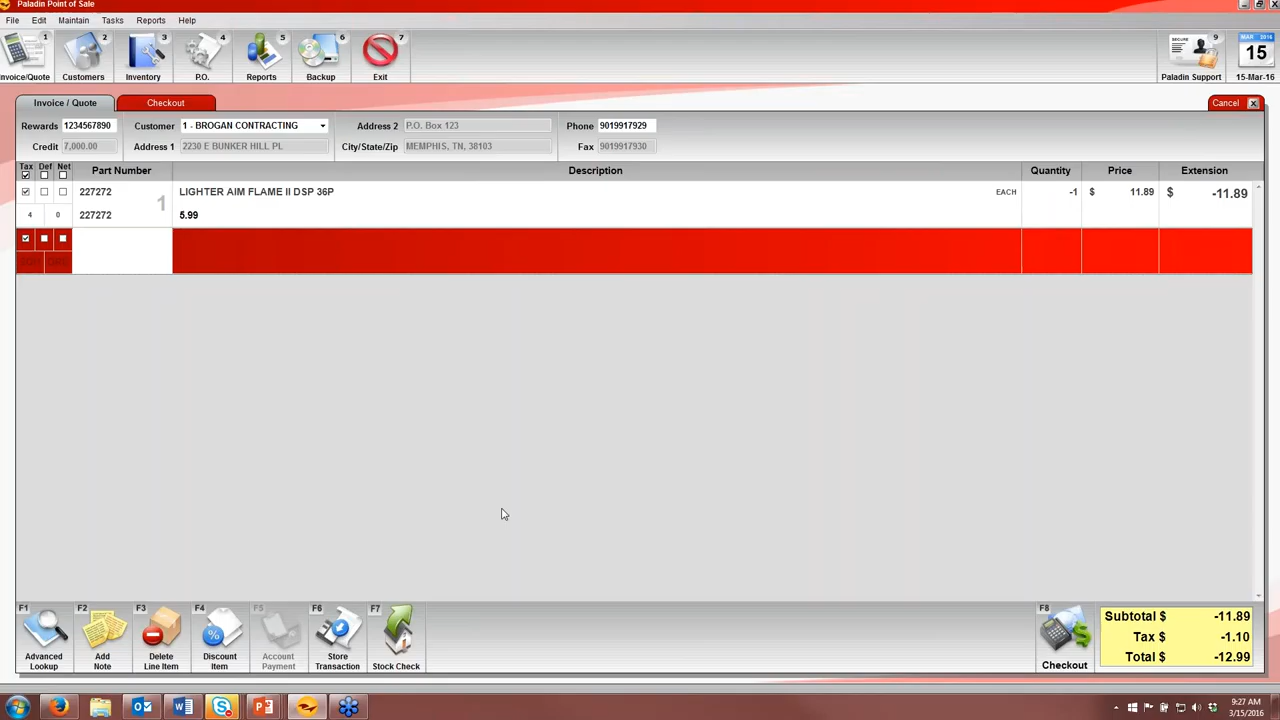 Paladin Point of Sale
File Edit Maintain Tasks Reports Help
1 2 3 4 5 6 7 9 MAR 2016
15
Invoice/Quote Customers Inventory P.O. Reports Backup Exit Paladin Support 15-Mar-16
SECURE
Invoice / Quote Checkout Cancel X
Rewards 1234567890 Customer 1 - BROGAN CONTRACTING Address 2 P.O. Box 123 Phone 9019917929
Credit 7,000.00 Address 1 2230 E BUNKER HILL PL City/State/Zip MEMPHIS, TN, 38103 Fax 9019917930
Tax Def Net Part Number Description Quantity Price Extension
227272 1 LIGHTER AIM FLAME II DSP 36P EACH -1 $ 11.89 $ -11.89
4 0 227272 5.99
F1 F2 F3 F4 F5 F6 F7 F8
Advanced Lookup
Add Note
Delete Line Item
Discount Item
Account Payment
Store Transaction
Stock Check
Checkout
Subtotal $ -11.89
Tax $ -1.10
Total $ -12.99
9:27 AM
3/15/2016